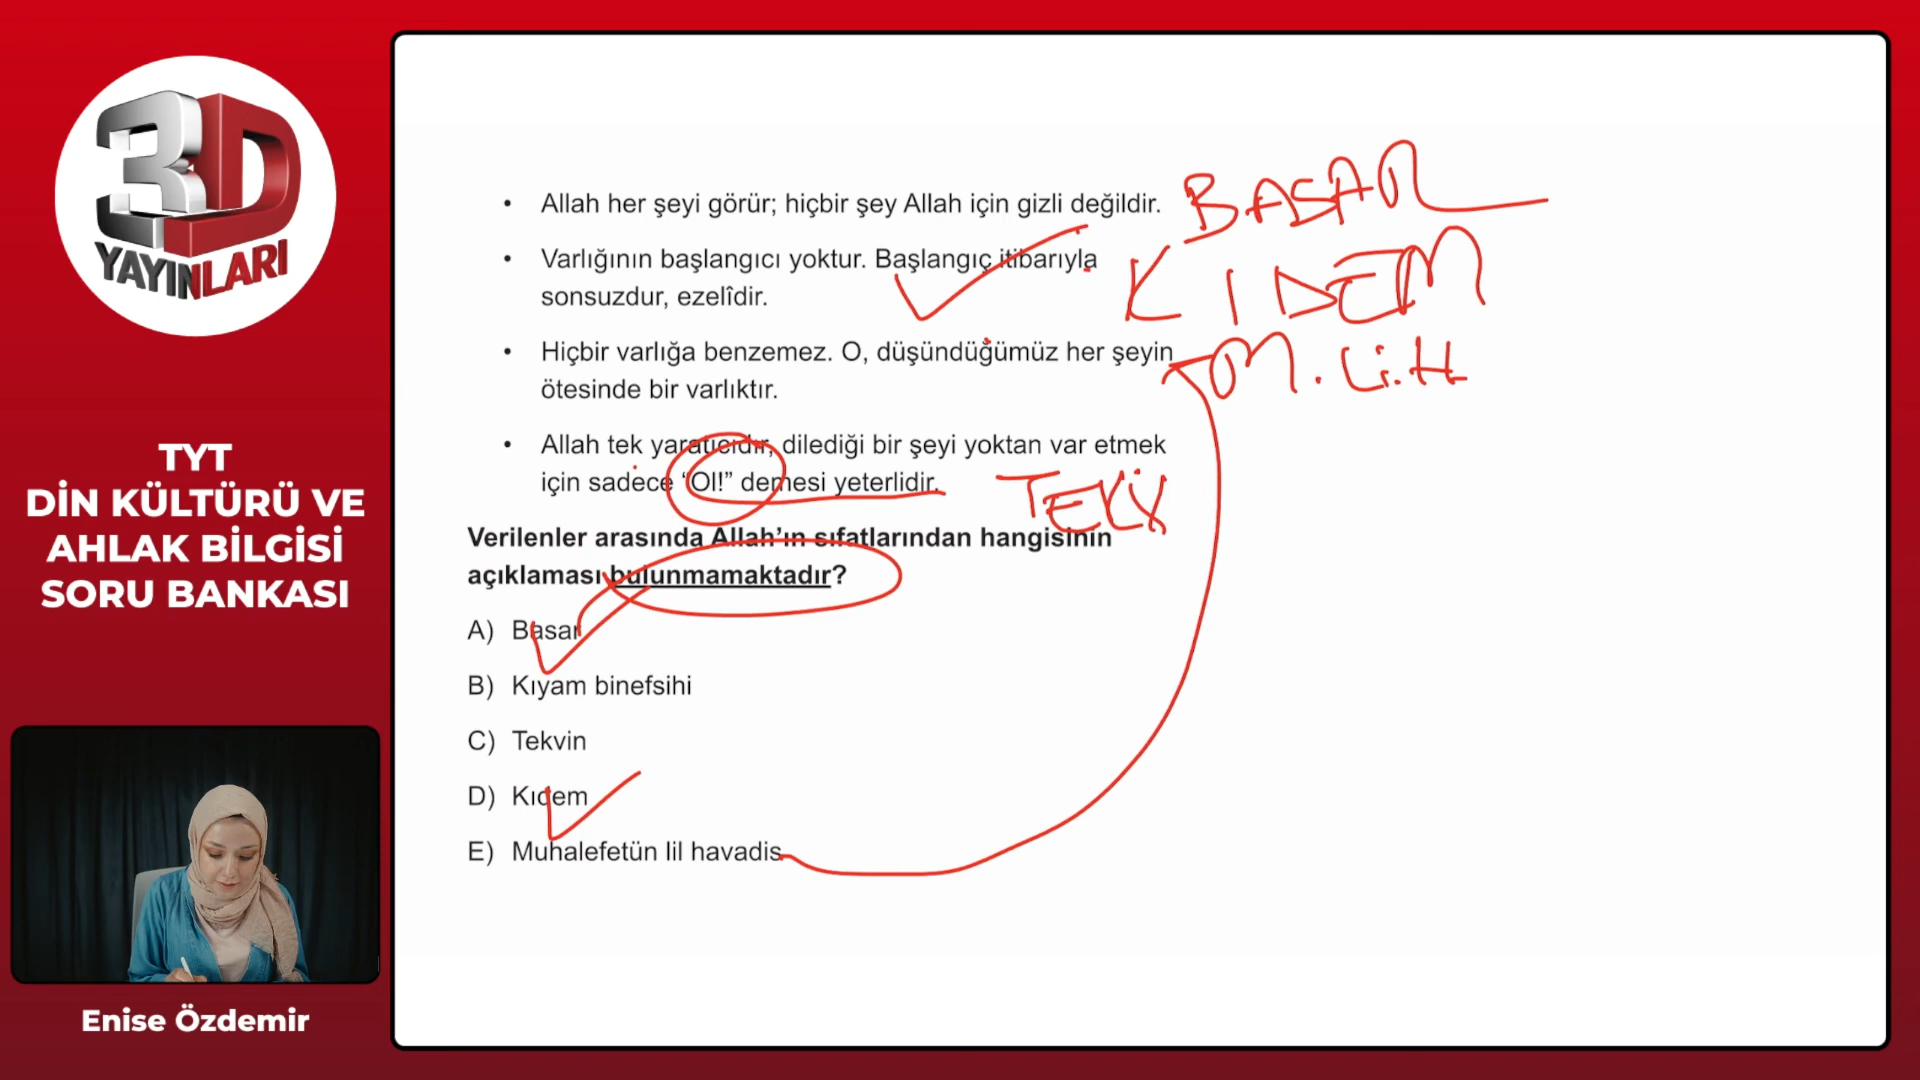 3D
YAYINLARI
TYT
DİN KÜLTÜRÜ VE
AHLAK BİLGİSİ
SORU BANKASI
Enise Özdemir
• Allah her şeyi görür; hiçbir şey Allah için gizli değildir.
BASAR
• Varlığının başlangıcı yoktur. Başlangıç itibarıyla
sonsuzdur, ezelîdir.
KIDEM
• Hiçbir varlığa benzemez. O, düşündüğümüz her şeyin
ötesinde bir varlıktır.
M. Li.H
• Allah tek yaratıcıdır, dilediği bir şeyi yoktan var etmek
için sadece “Ol!” demesi yeterlidir.
Verilenler arasında Allah’ın sıfatlarından hangisinin
açıklaması bulunmamaktadır?
A) Basar
B) Kıyam binefsihi
C) Tekvin
D) Kıdem
E) Muhalefetün lil havadis